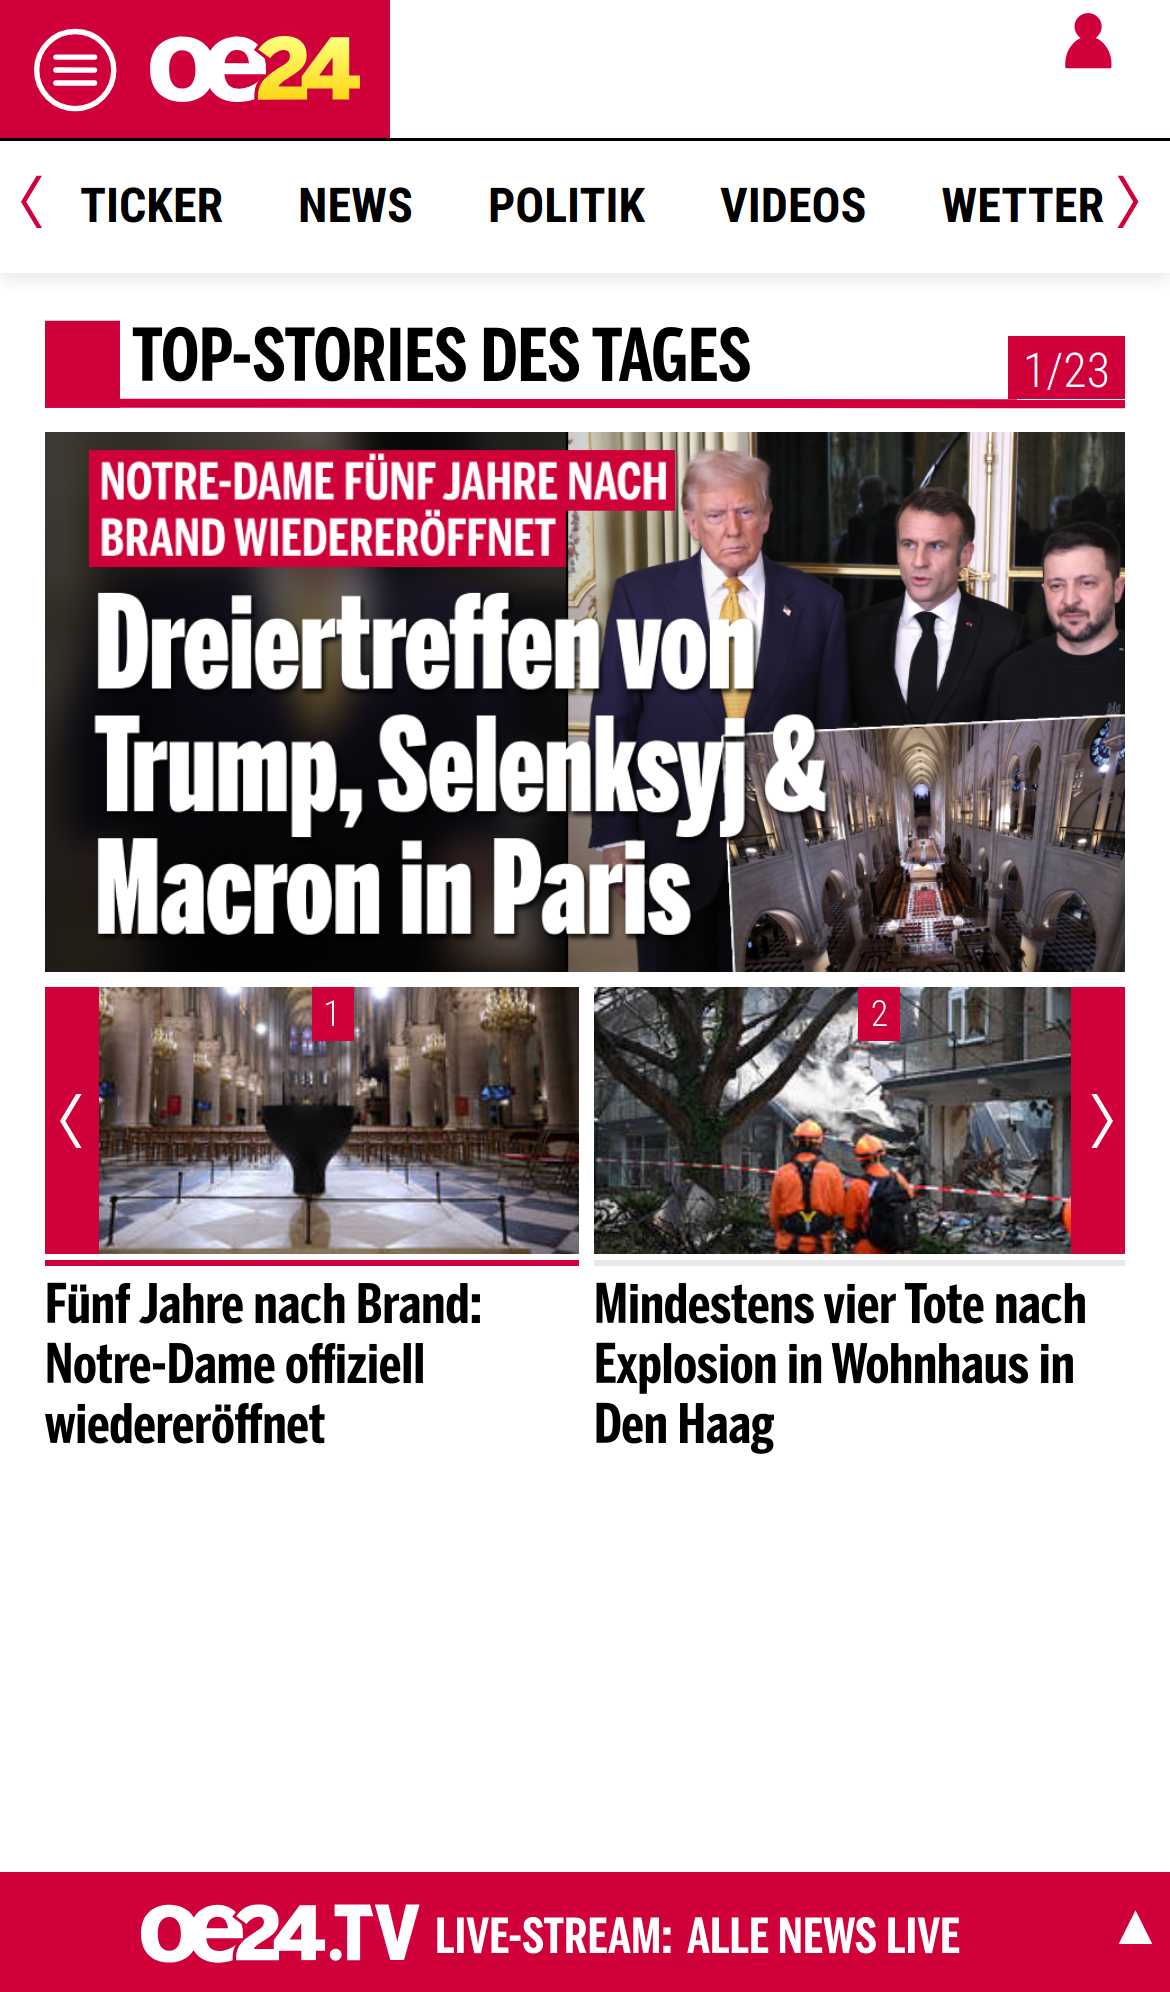 oe24
TICKER NEWS POLITIK VIDEOS WETTER
TOP-STORIES DES TAGES
1/23
NOTRE-DAME FÜNF JAHRE NACH
BRAND WIEDERERÖFFNET
Dreiertreffen von
Trump, Selenksyj &
Macron in Paris
1
Fünf Jahre nach Brand:
Notre-Dame offiziell
wiedereröffnet
2
Mindestens vier Tote nach
Explosion in Wohnhaus in
Den Haag
oe24.TV LIVE-STREAM: ALLE NEWS LIVE